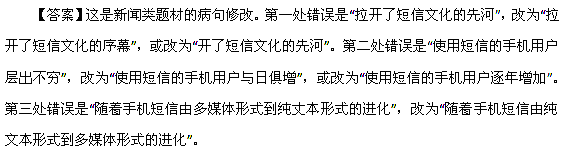 【答案】这是新闻类题材的病句修改。第一处错误是“拉开了短信文化的先河”，改为“拉
开了短信文化的序幕”，或改为“开了短信文化的先河”。第二处错误是“使用短信的手机用户
层出不穷”，改为“使用短信的手机用户与日俱增”，或改为“使用短信的手机用户逐年增加”。
第三处错误是“随着手机短信由多媒体形式到纯丈本形式的进化”，改为“随着手机短信由纯
文本形式到多媒体形式的进化”。